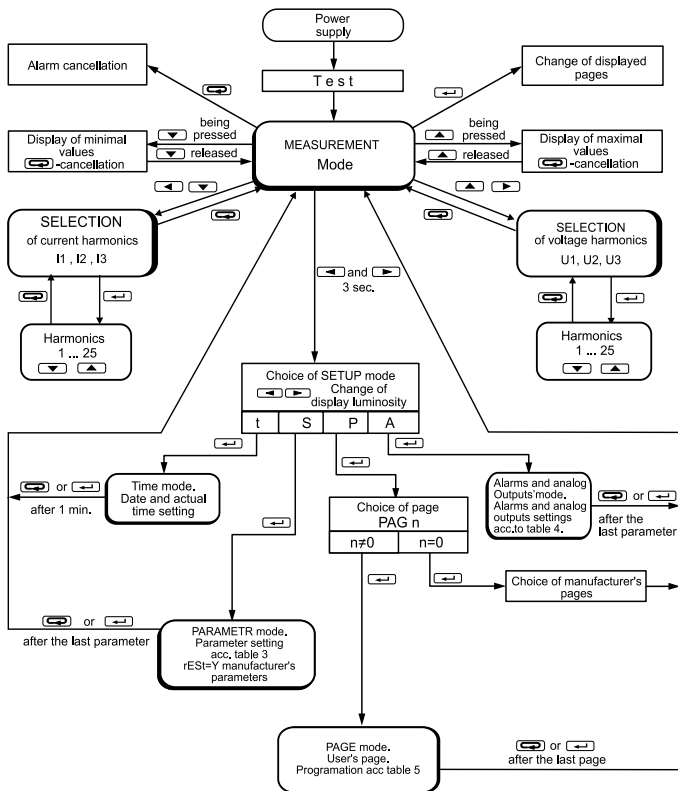 Power
supply
Test
Alarm cancellation
Change of displayed
pages
being
pressed
being
pressed
MEASUREMENT
Mode
Display of minimal
values
-cancellation
released
released
Display of maximal
values
-cancellation
SELECTION
of current harmonics
I1 , I2 , I3
SELECTION
of voltage harmonics
U1, U2, U3
and
3 sec.
Harmonics
1 ... 25
Harmonics
1 ... 25
Choice of SETUP mode
Change of
display luminosity
t S P A
or
after 1 min.
Time mode.
Date and actual
time setting
Choice of page
PAG n
n≠0 n=0
Alarms and analog
Outputs'mode.
Alarms and analog
outputs settings
acc.to table 4.
or
after the
last parameter
Choice of manufacturer's
pages
or
after the last parameter
PARAMETR mode.
Parameter setting
acc. table 3
rESt=Y manufacturer's
parameters
PAGE mode.
User's page.
Programation acc table 5
or
after the last page